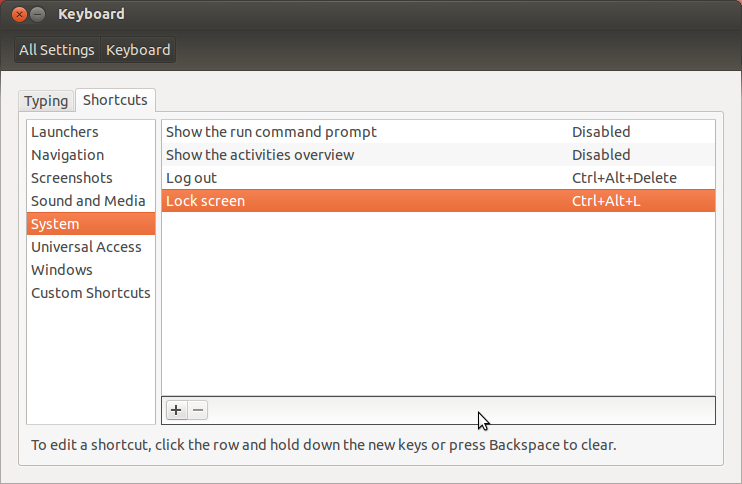 Keyboard
All Settings Keyboard
Typing Shortcuts
Launchers
Navigation
Screenshots
Sound and Media
System
Universal Access
Windows
Custom Shortcuts
Show the run command prompt Disabled
Show the activities overview Disabled
Log out Ctrl+Alt+Delete
Lock screen Ctrl+Alt+L
To edit a shortcut, click the row and hold down the new keys or press Backspace to clear.